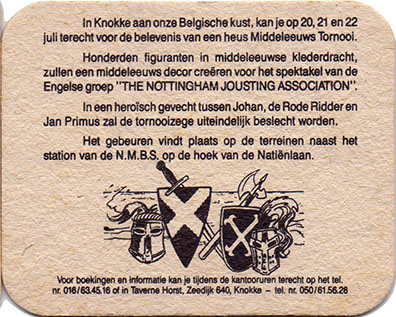 In Knokke aan onze Belgische kust, kan je op 20, 21 en 22
juli terecht voor de belevenis van een heus Middeleeuws Tornooi.
Honderden figuranten in middeleeuwse klederdracht,
zullen een middeleeuws decor creëren voor het spektakel van de
Engelse groep "THE NOTTINGHAM JOUSTING ASSOCIATION".
In een heroïsch gevecht tussen Johan, de Rode Ridder en
Jan Primus zal de tornooizege uiteindelijk beslecht worden.
Het gebeuren vindt plaats op de terreinen naast het
station van de N.M.B.S. op de hoek van de Natiënlaan.
Voor boekingen en informatie kan je tijdens de kantooruren terecht op het tel.
nr. 016/63.45.16 of in Taverne Horst, Zeedijk 640, Knokke - tel. nr. 050/61.56.28